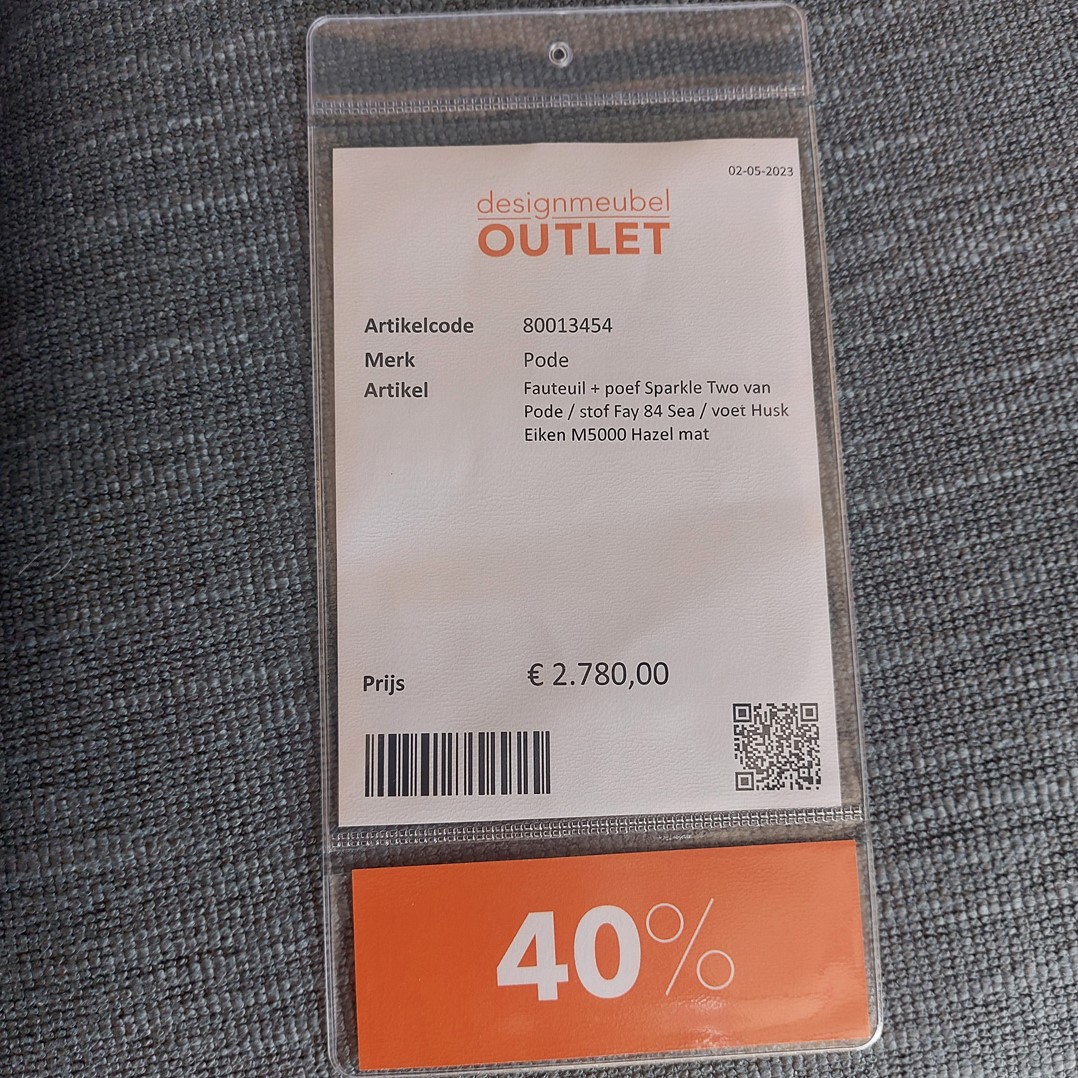 02-05-2023
designmeubel
OUTLET
Artikelcode 80013454
Merk Pode
Artikel Fauteuil + poef Sparkle Two van
Pode / stof Fay 84 Sea / voet Husk
Eiken M5000 Hazel mat
Prijs € 2.780,00
40%